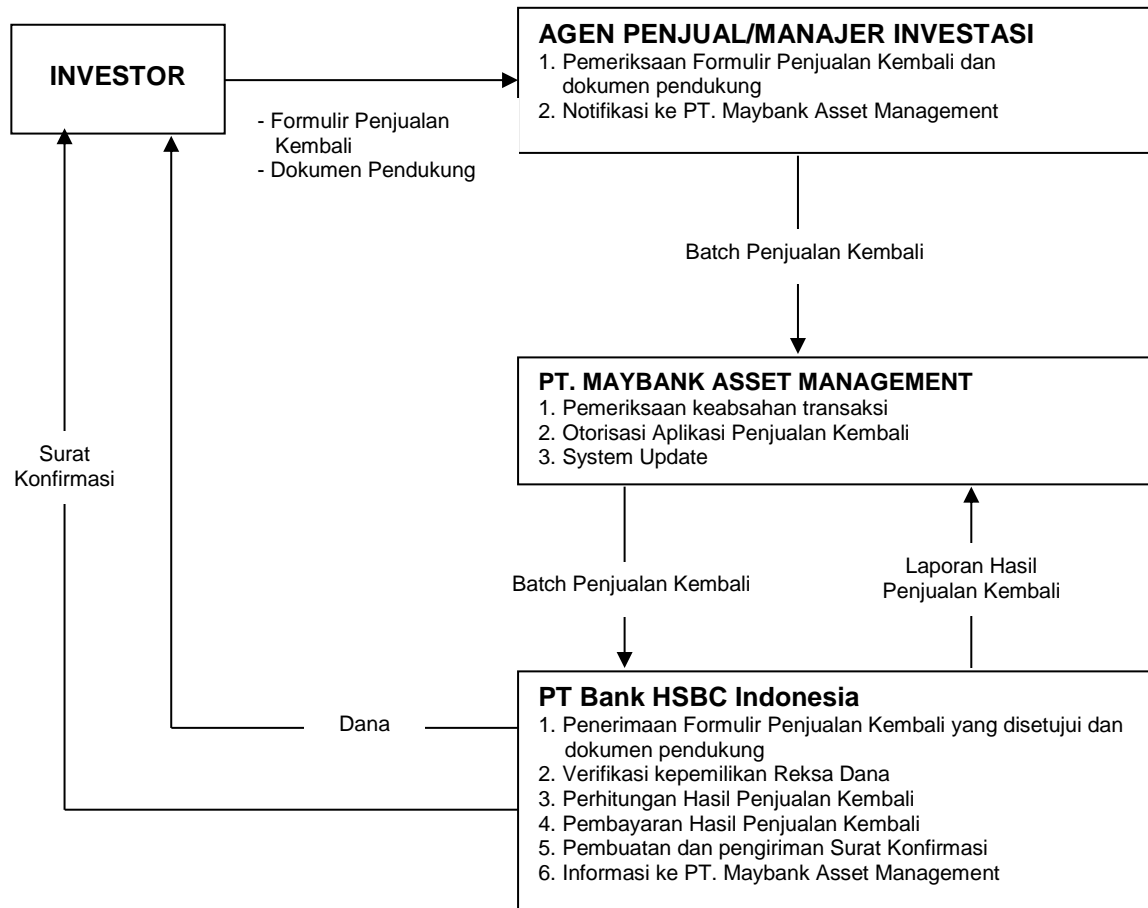 INVESTOR
AGEN PENJUAL/MANAJER INVESTASI
1. Pemeriksaan Formulir Penjualan Kembali dan
dokumen pendukung
2. Notifikasi ke PT. Maybank Asset Management
- Formulir Penjualan
Kembali
- Dokumen Pendukung
Batch Penjualan Kembali
PT. MAYBANK ASSET MANAGEMENT
1. Pemeriksaan keabsahan transaksi
2. Otorisasi Aplikasi Penjualan Kembali
3. System Update
Surat
Konfirmasi
Batch Penjualan Kembali
Laporan Hasil
Penjualan Kembali
PT Bank HSBC Indonesia
1. Penerimaan Formulir Penjualan Kembali yang disetujui dan
dokumen pendukung
2. Verifikasi kepemilikan Reksa Dana
3. Perhitungan Hasil Penjualan Kembali
4. Pembayaran Hasil Penjualan Kembali
5. Pembuatan dan pengiriman Surat Konfirmasi
6. Informasi ke PT. Maybank Asset Management
Dana